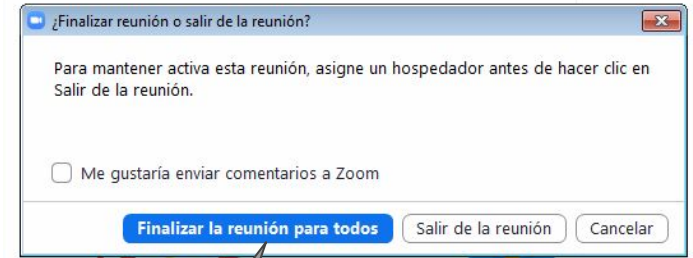 ¿Finalizar reunión o salir de la reunión?
Para mantener activa esta reunión, asigne un hospedador antes de hacer clic en
Salir de la reunión.
Me gustaría enviar comentarios a Zoom
Finalizar la reunión para todos Salir de la reunión Cancelar